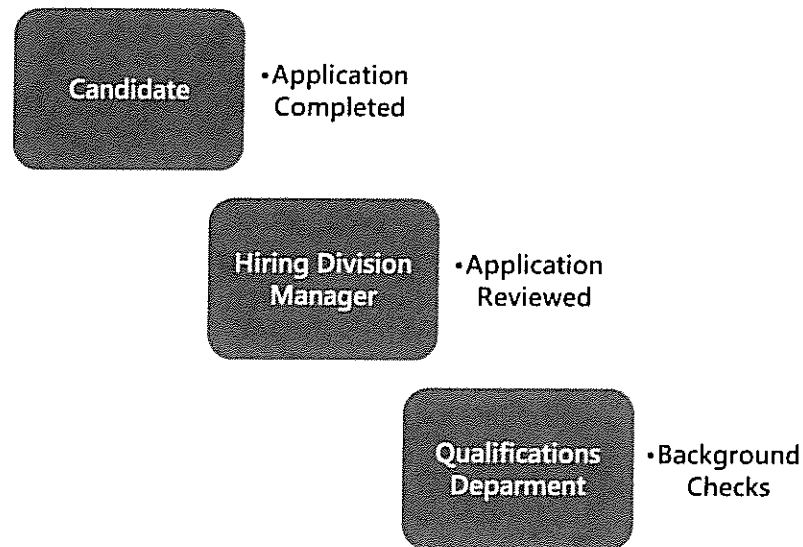 Candidate
•Application
Completed
Hiring Division
Manager
•Application
Reviewed
Qualifications
Deparment
•Background
Checks